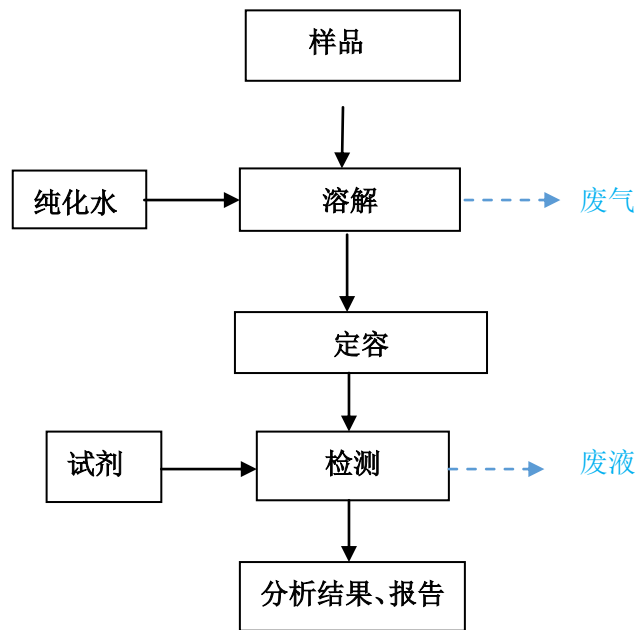 样品
纯化水
溶解
废气
定容
试剂
检测
废液
分析结果、报告